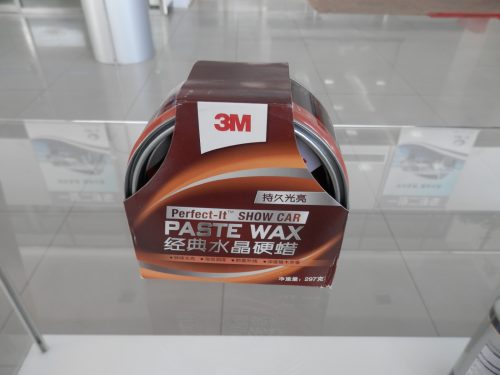 3M
持久光亮
Perfect-It™ SHOW CAR
PASTE WAX
经典水晶硬蜡
净重量: 297克